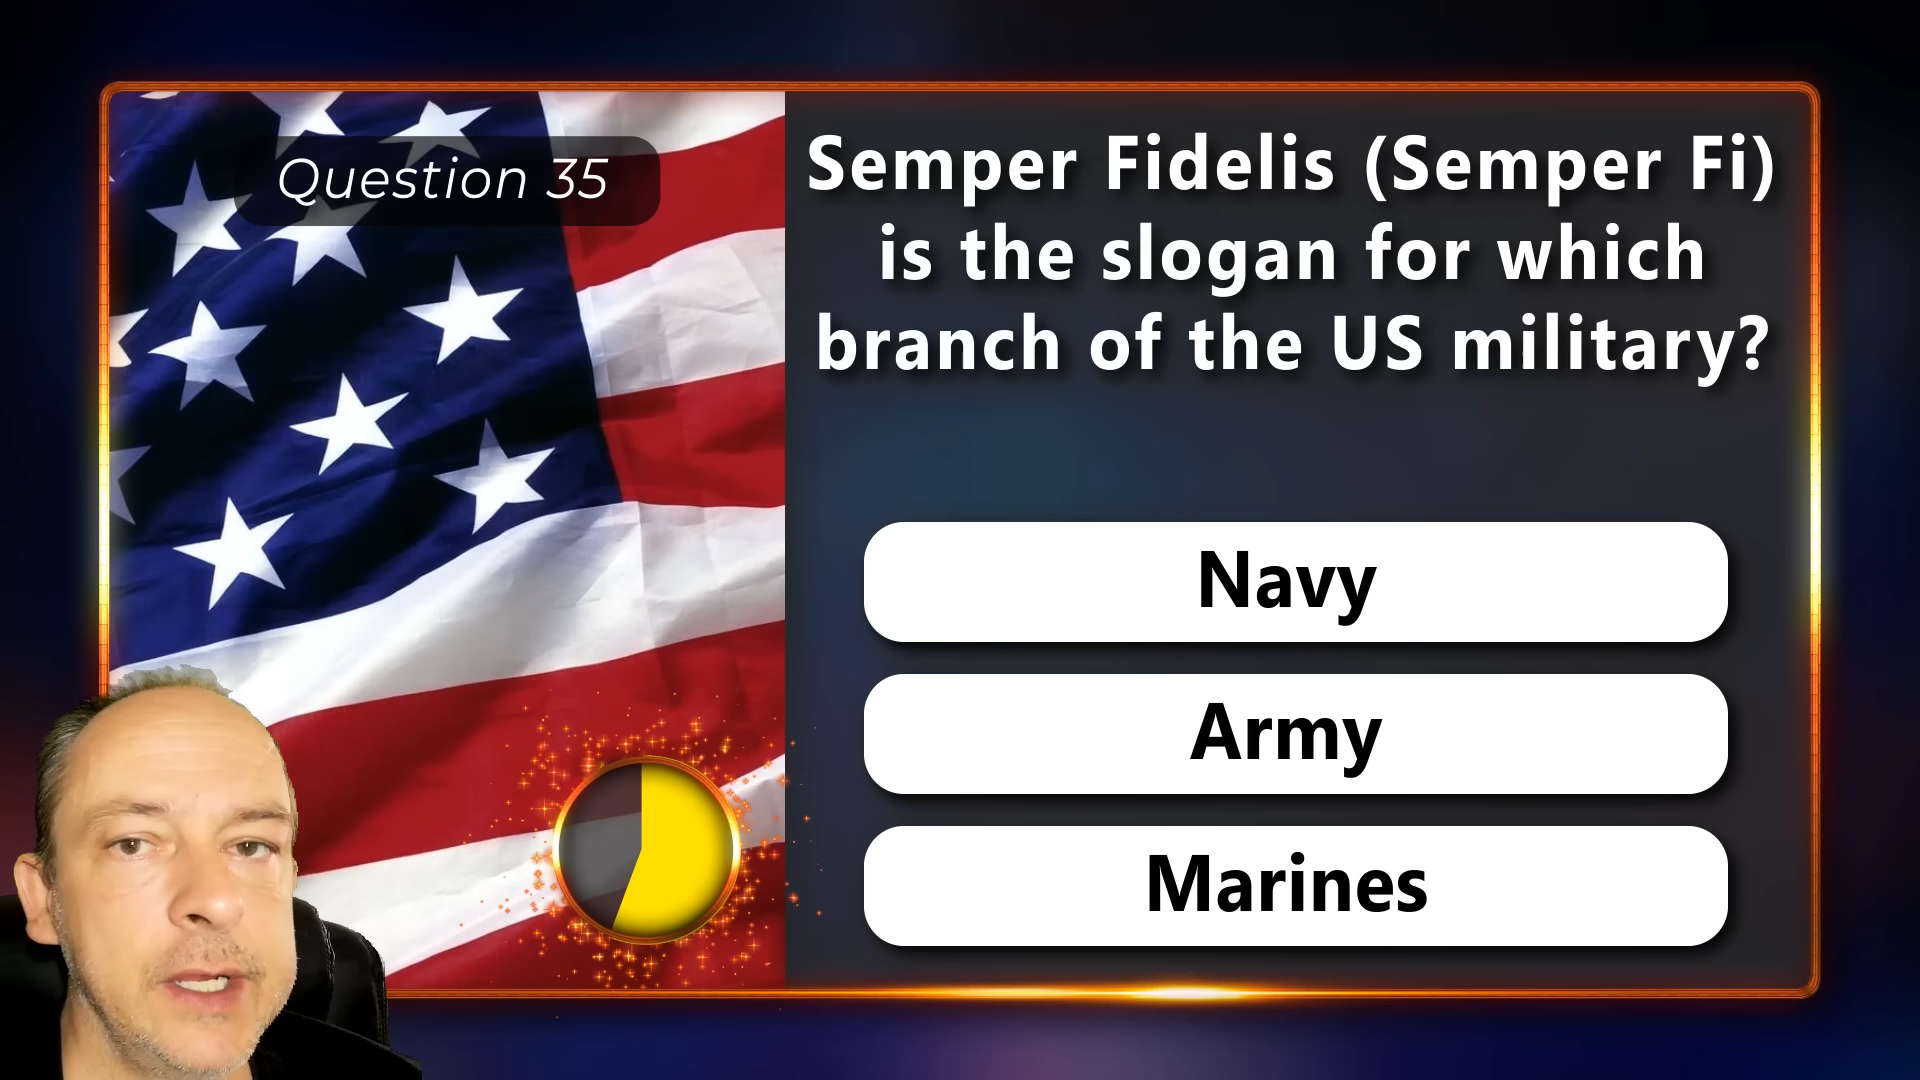 Question 35
Semper Fidelis (Semper Fi)
is the slogan for which
branch of the US military?
Navy
Army
Marines